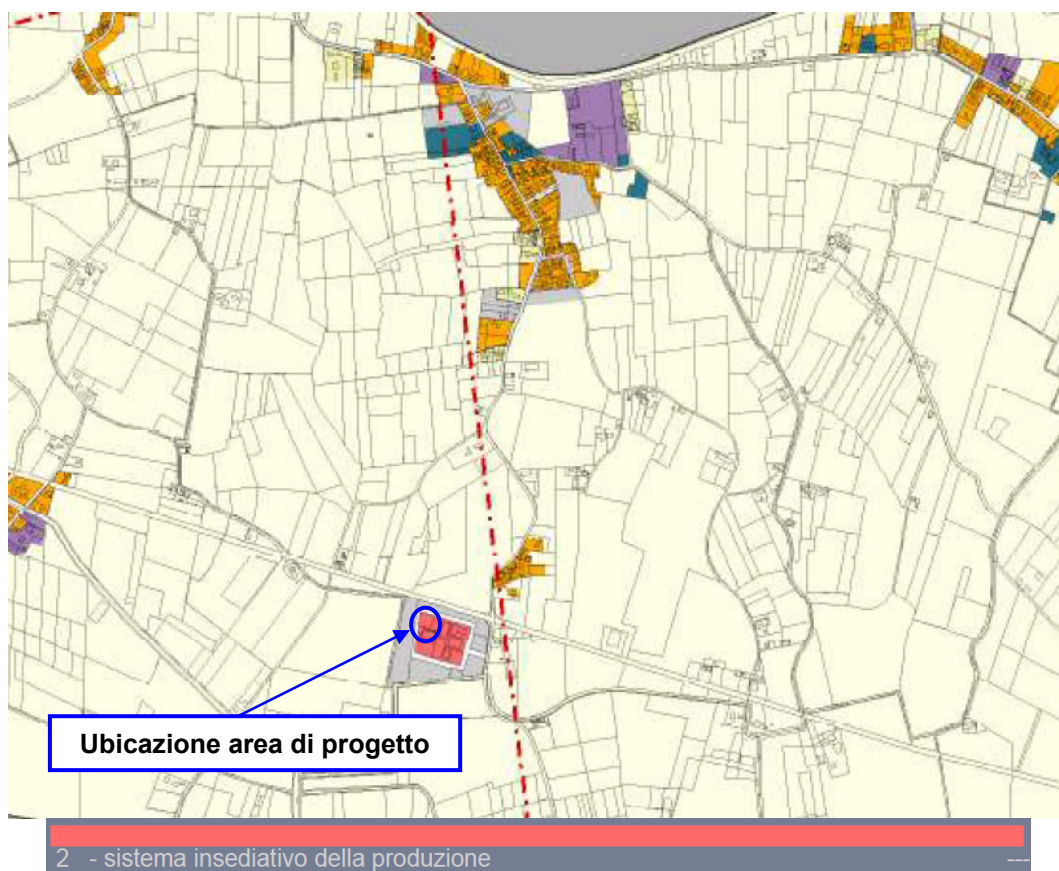 Ubicazione area di progetto
2 - sistema insediativo della produzione ---